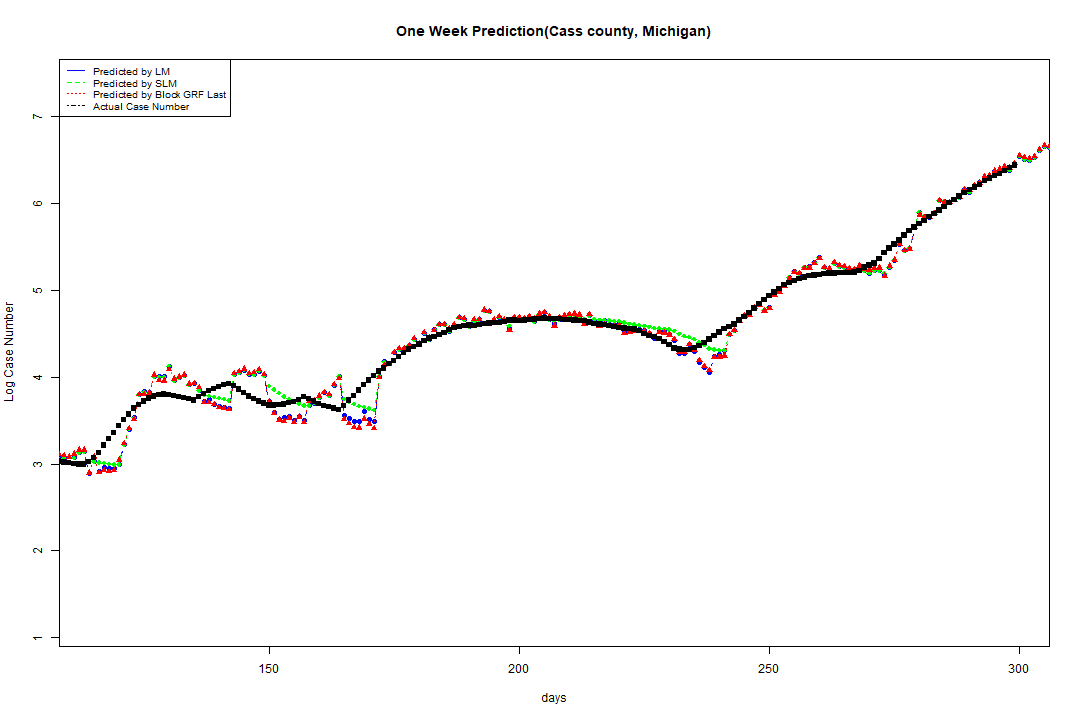 One Week Prediction(Cass county, Michigan)
Predicted by LM
Predicted by SLM
Predicted by Block GRF Last
Actual Case Number
7
6
5
4
3
2
1
Log Case Number
150 200 250 300
days